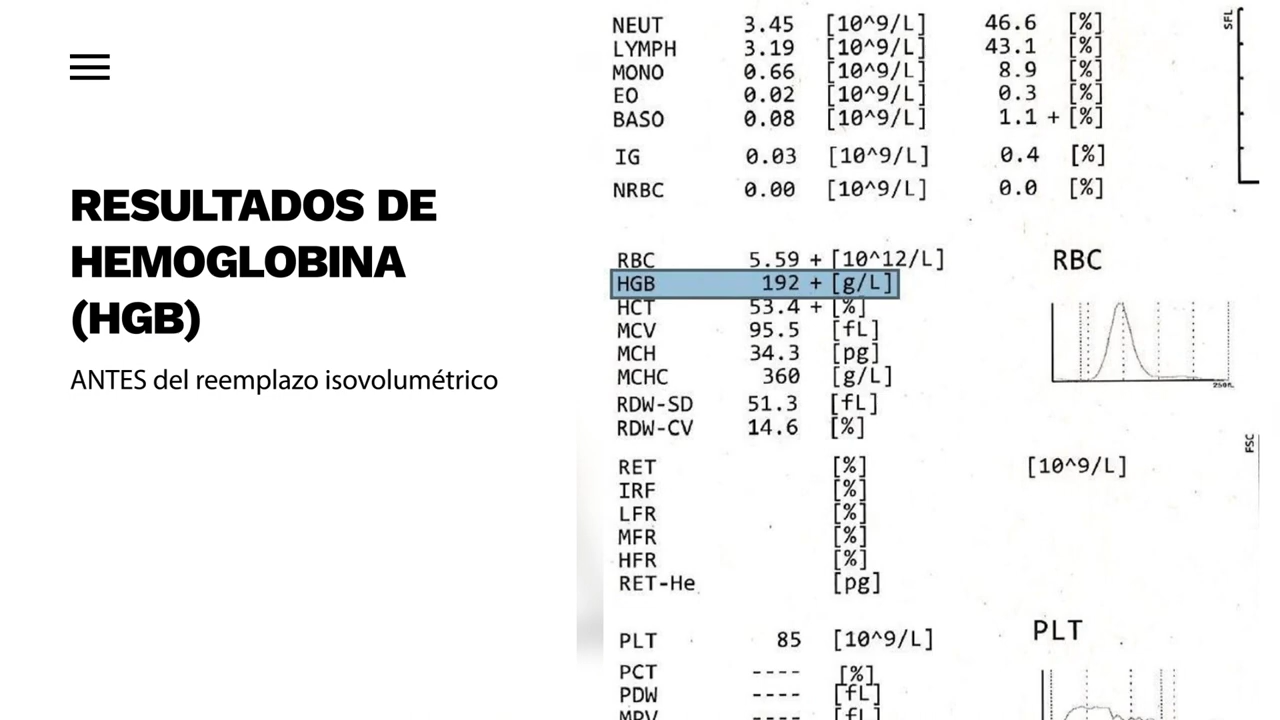 RESULTADOS DE
HEMOGLOBINA
(HGB)
ANTES del reemplazo isovolumétrico
NEUT 3.45 [10^9/L] 46.6 [%]
LYMPH 3.19 [10^9/L] 43.1 [%]
MONO 0.66 [10^9/L] 8.9 [%]
EO 0.02 [10^9/L] 0.3 [%]
BASO 0.08 [10^9/L] 1.1 + [%]
IG 0.03 [10^9/L] 0.4 [%]
NRBC 0.00 [10^9/L] 0.0 [%]
SFL
RBC 5.59 + [10^12/L]
HGB 192 + [g/L]
HCT 53.4 + [%]
MCV 95.5 [fL]
MCH 34.3 [pg]
MCHC 360 [g/L]
RDW-SD 51.3 [fL]
RDW-CV 14.6 [%]
RBC
250fL
RET [%] [10^9/L]
IRF [%]
LFR [%]
MFR [%]
HFR [%]
RET-He [pg]
FSC
PLT 85 [10^9/L]
PCT ---- [%]
PDW ---- [fL]
MPV ---- [fL]
PLT